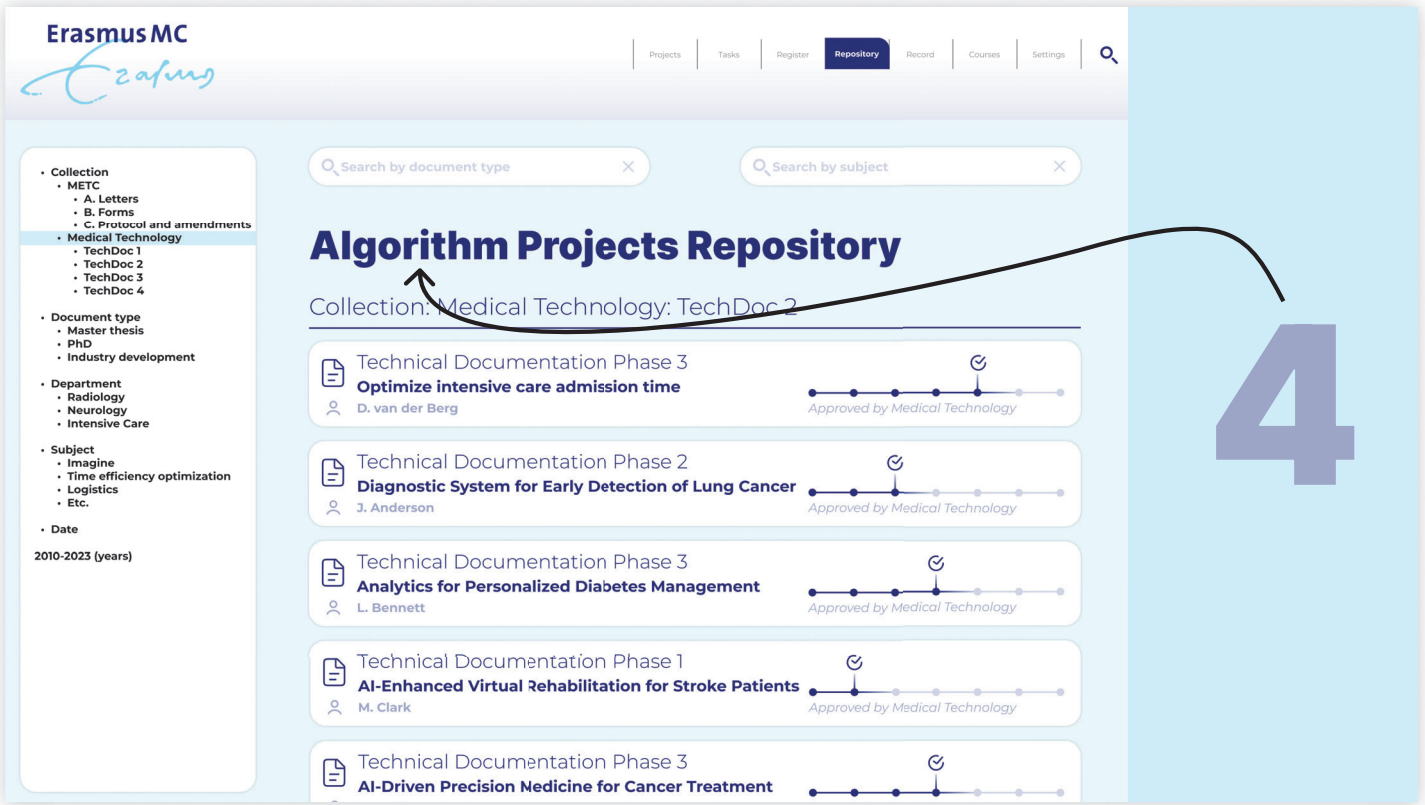 Erasmus MC
Erasmus
Projects
Tasks
Register
Repository
Record
Courses
Settings
• Collection
• METC
• A. Letters
• B. Forms
• C. Protocol and amendments
• Medical Technology
• TechDoc 1
• TechDoc 2
• TechDoc 3
• TechDoc 4
• Document type
• Master thesis
• PhD
• Industry development
• Department
• Radiology
• Neurology
• Intensive Care
• Subject
• Imagine
• Time efficiency optimization
• Logistics
• Etc.
• Date
2010-2023 (years)
Search by document type
Search by subject
Algorithm Projects Repository
Collection: Medical Technology: TechDoc 2
Technical Documentation Phase 3
Optimize intensive care admission time
D. van der Berg
Approved by Medical Technology
Technical Documentation Phase 2
Diagnostic System for Early Detection of Lung Cancer
J. Anderson
Approved by Medical Technology
Technical Documentation Phase 3
Analytics for Personalized Diabetes Management
L. Bennett
Approved by Medical Technology
Technical Documentation Phase 1
AI-Enhanced Virtual Rehabilitation for Stroke Patients
M. Clark
Approved by Medical Technology
Technical Documentation Phase 3
AI-Driven Precision Nedicine for Cancer Treatment
4